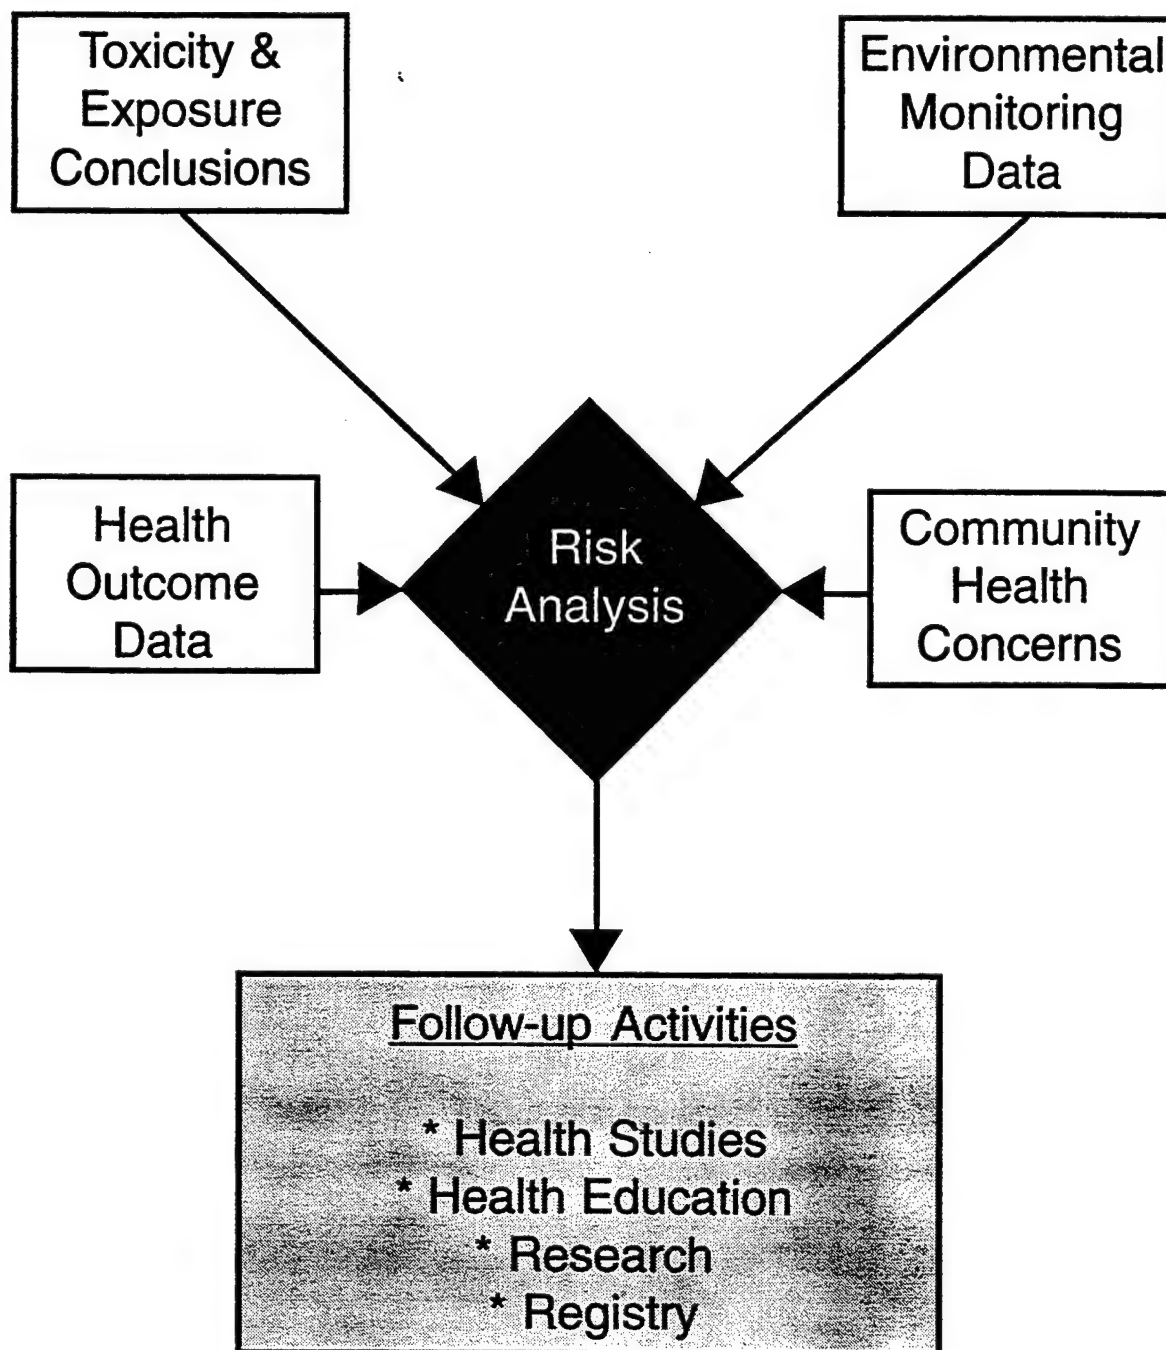 Toxicity &
Exposure
Conclusions
Environmental
Monitoring
Data
Health
Outcome
Data
Risk
Analysis
Community
Health
Concerns
Follow-up Activities
* Health Studies
* Health Education
* Research
* Registry